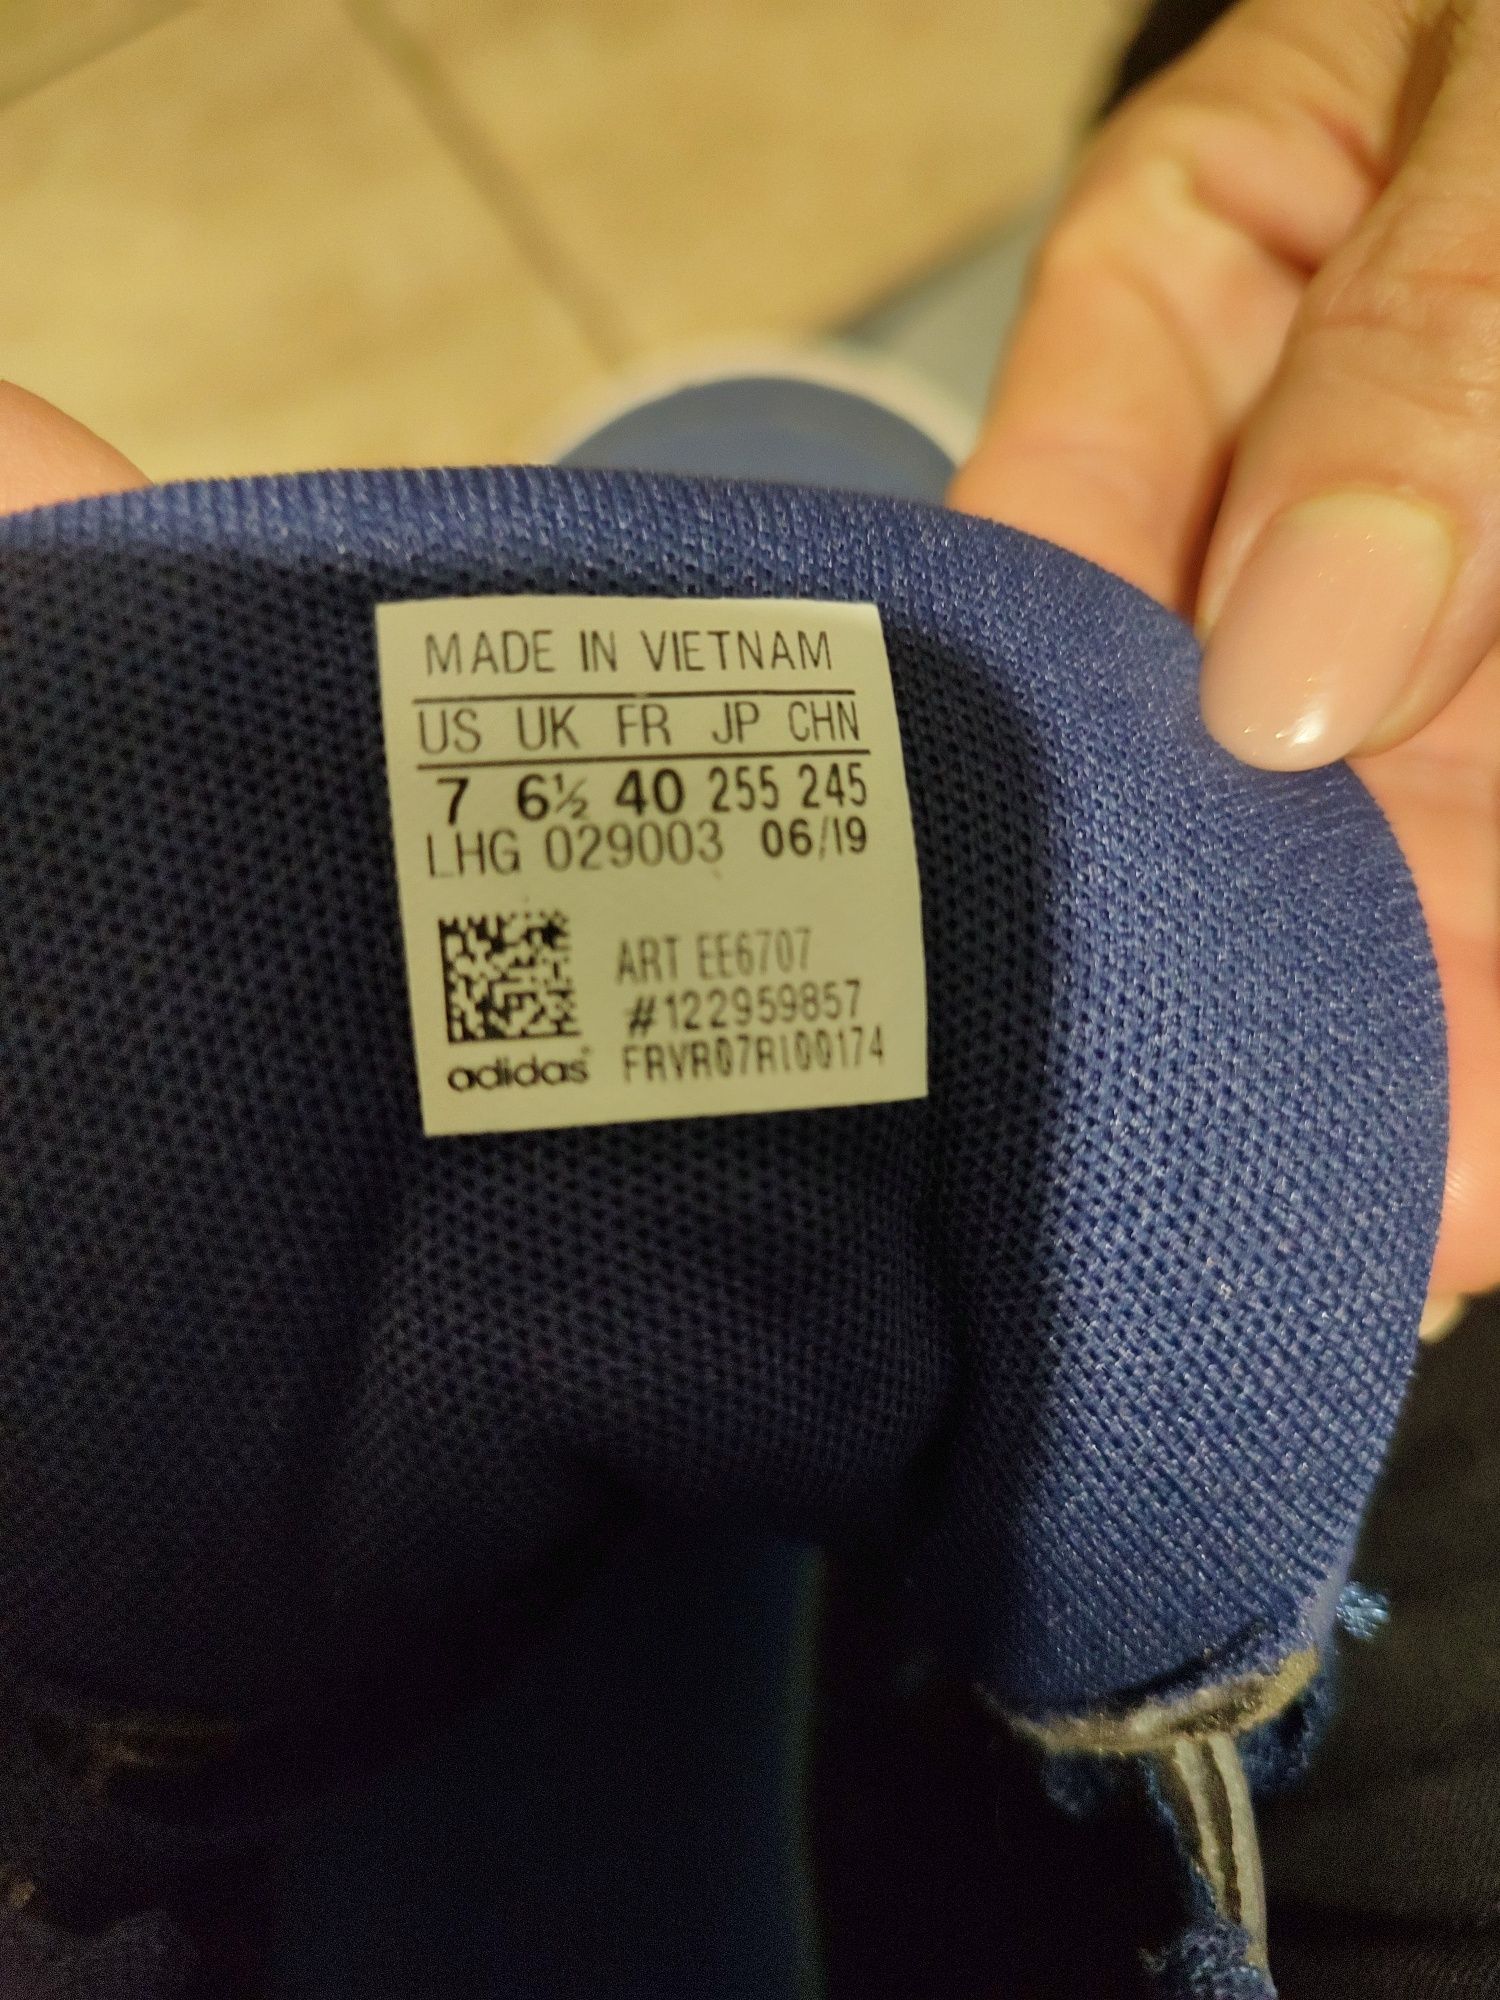 MADE IN VIETNAM
US UK FR JP CHN
7 6½ 40 255 245
LHG 029003 06/19
ART EE6707
#122959857
adidas® FRVR07RI00174